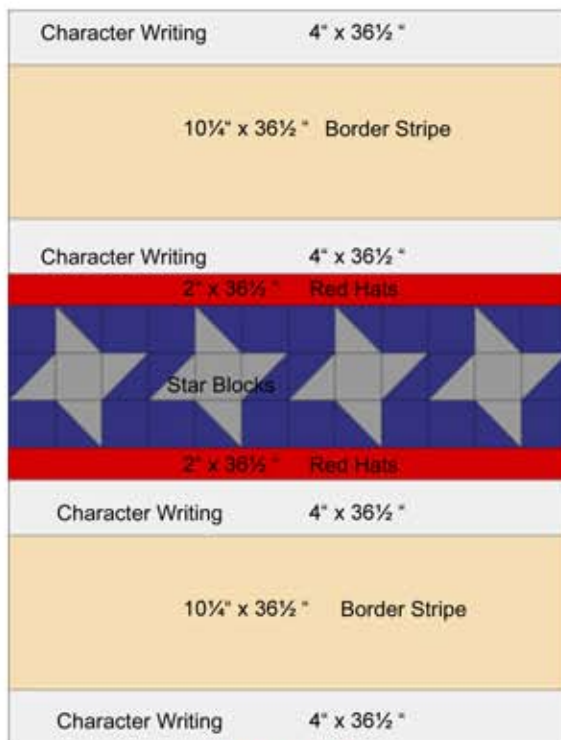 Character Writing 4“ x 36½ “
10¼“ x 36½ “ Border Stripe
Character Writing 4“ x 36½ “
2“ x 36½ “ Red Hats
Star Blocks
2“ x 36½ “ Red Hats
Character Writing 4“ x 36½ “
10¼“ x 36½ “ Border Stripe
Character Writing 4“ x 36½ “